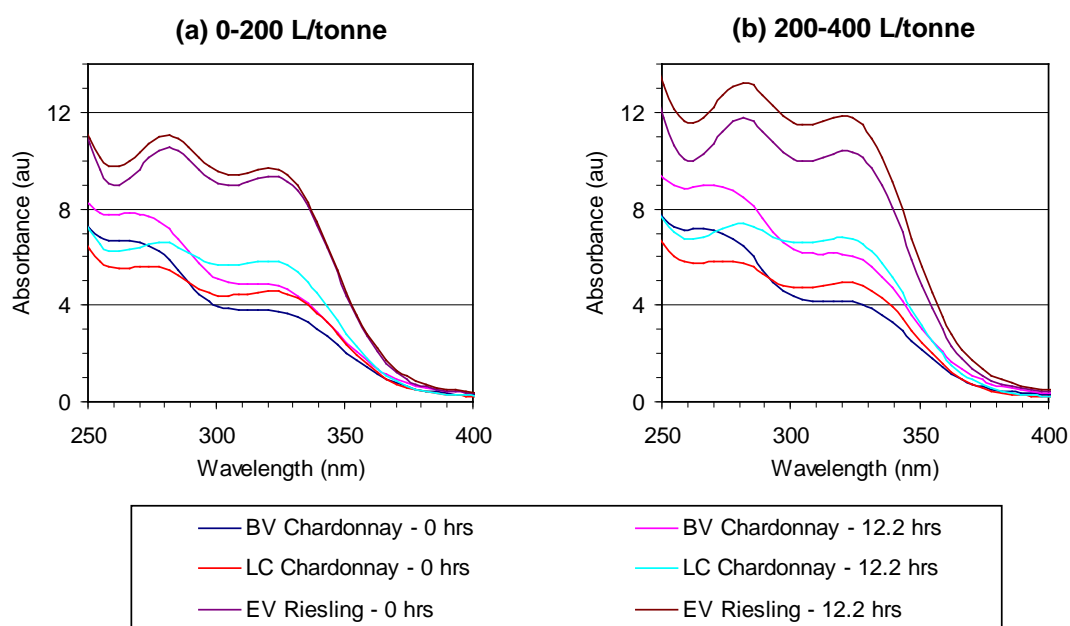 (a) 0-200 L/tonne
(b) 200-400 L/tonne
Absorbance (au)
12
8
4
0
250 300 350 400
Wavelength (nm)
Absorbance (au)
12
8
4
0
250 300 350 400
Wavelength (nm)
BV Chardonnay - 0 hrs
BV Chardonnay - 12.2 hrs
LC Chardonnay - 0 hrs
LC Chardonnay - 12.2 hrs
EV Riesling - 0 hrs
EV Riesling - 12.2 hrs